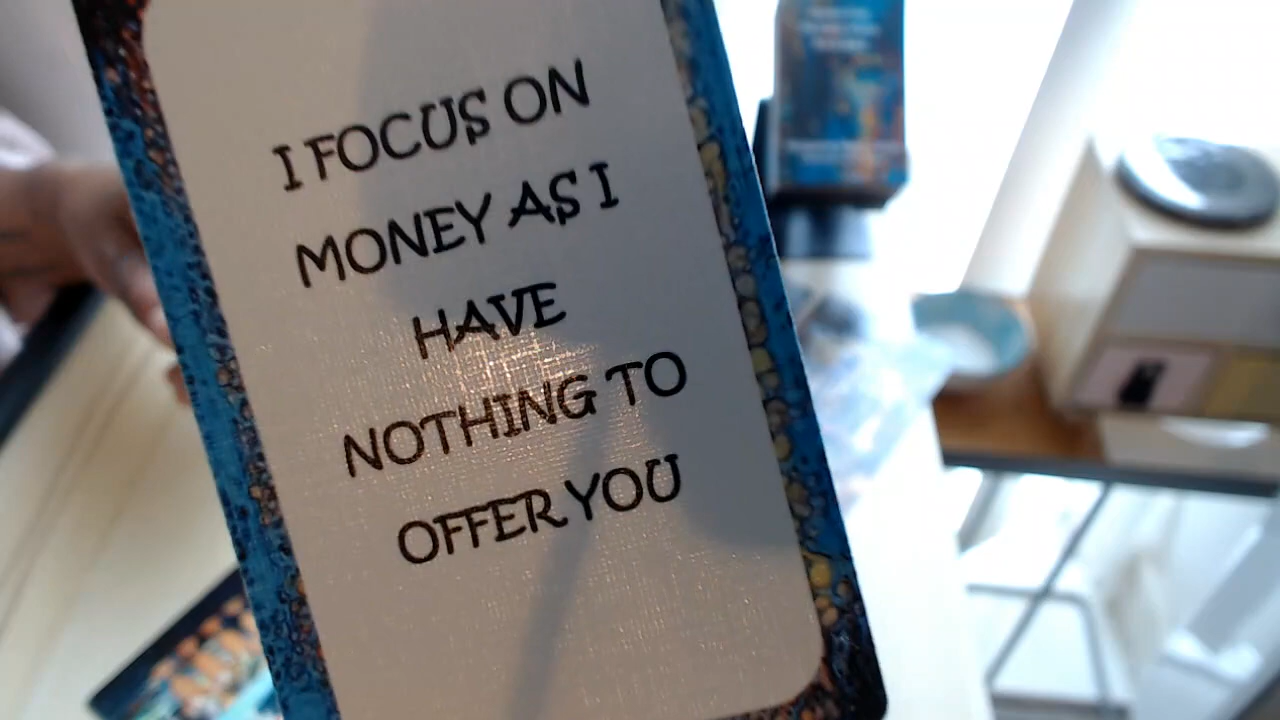 I FOCUS ON
MONEY AS I
HAVE
NOTHING TO
OFFER YOU